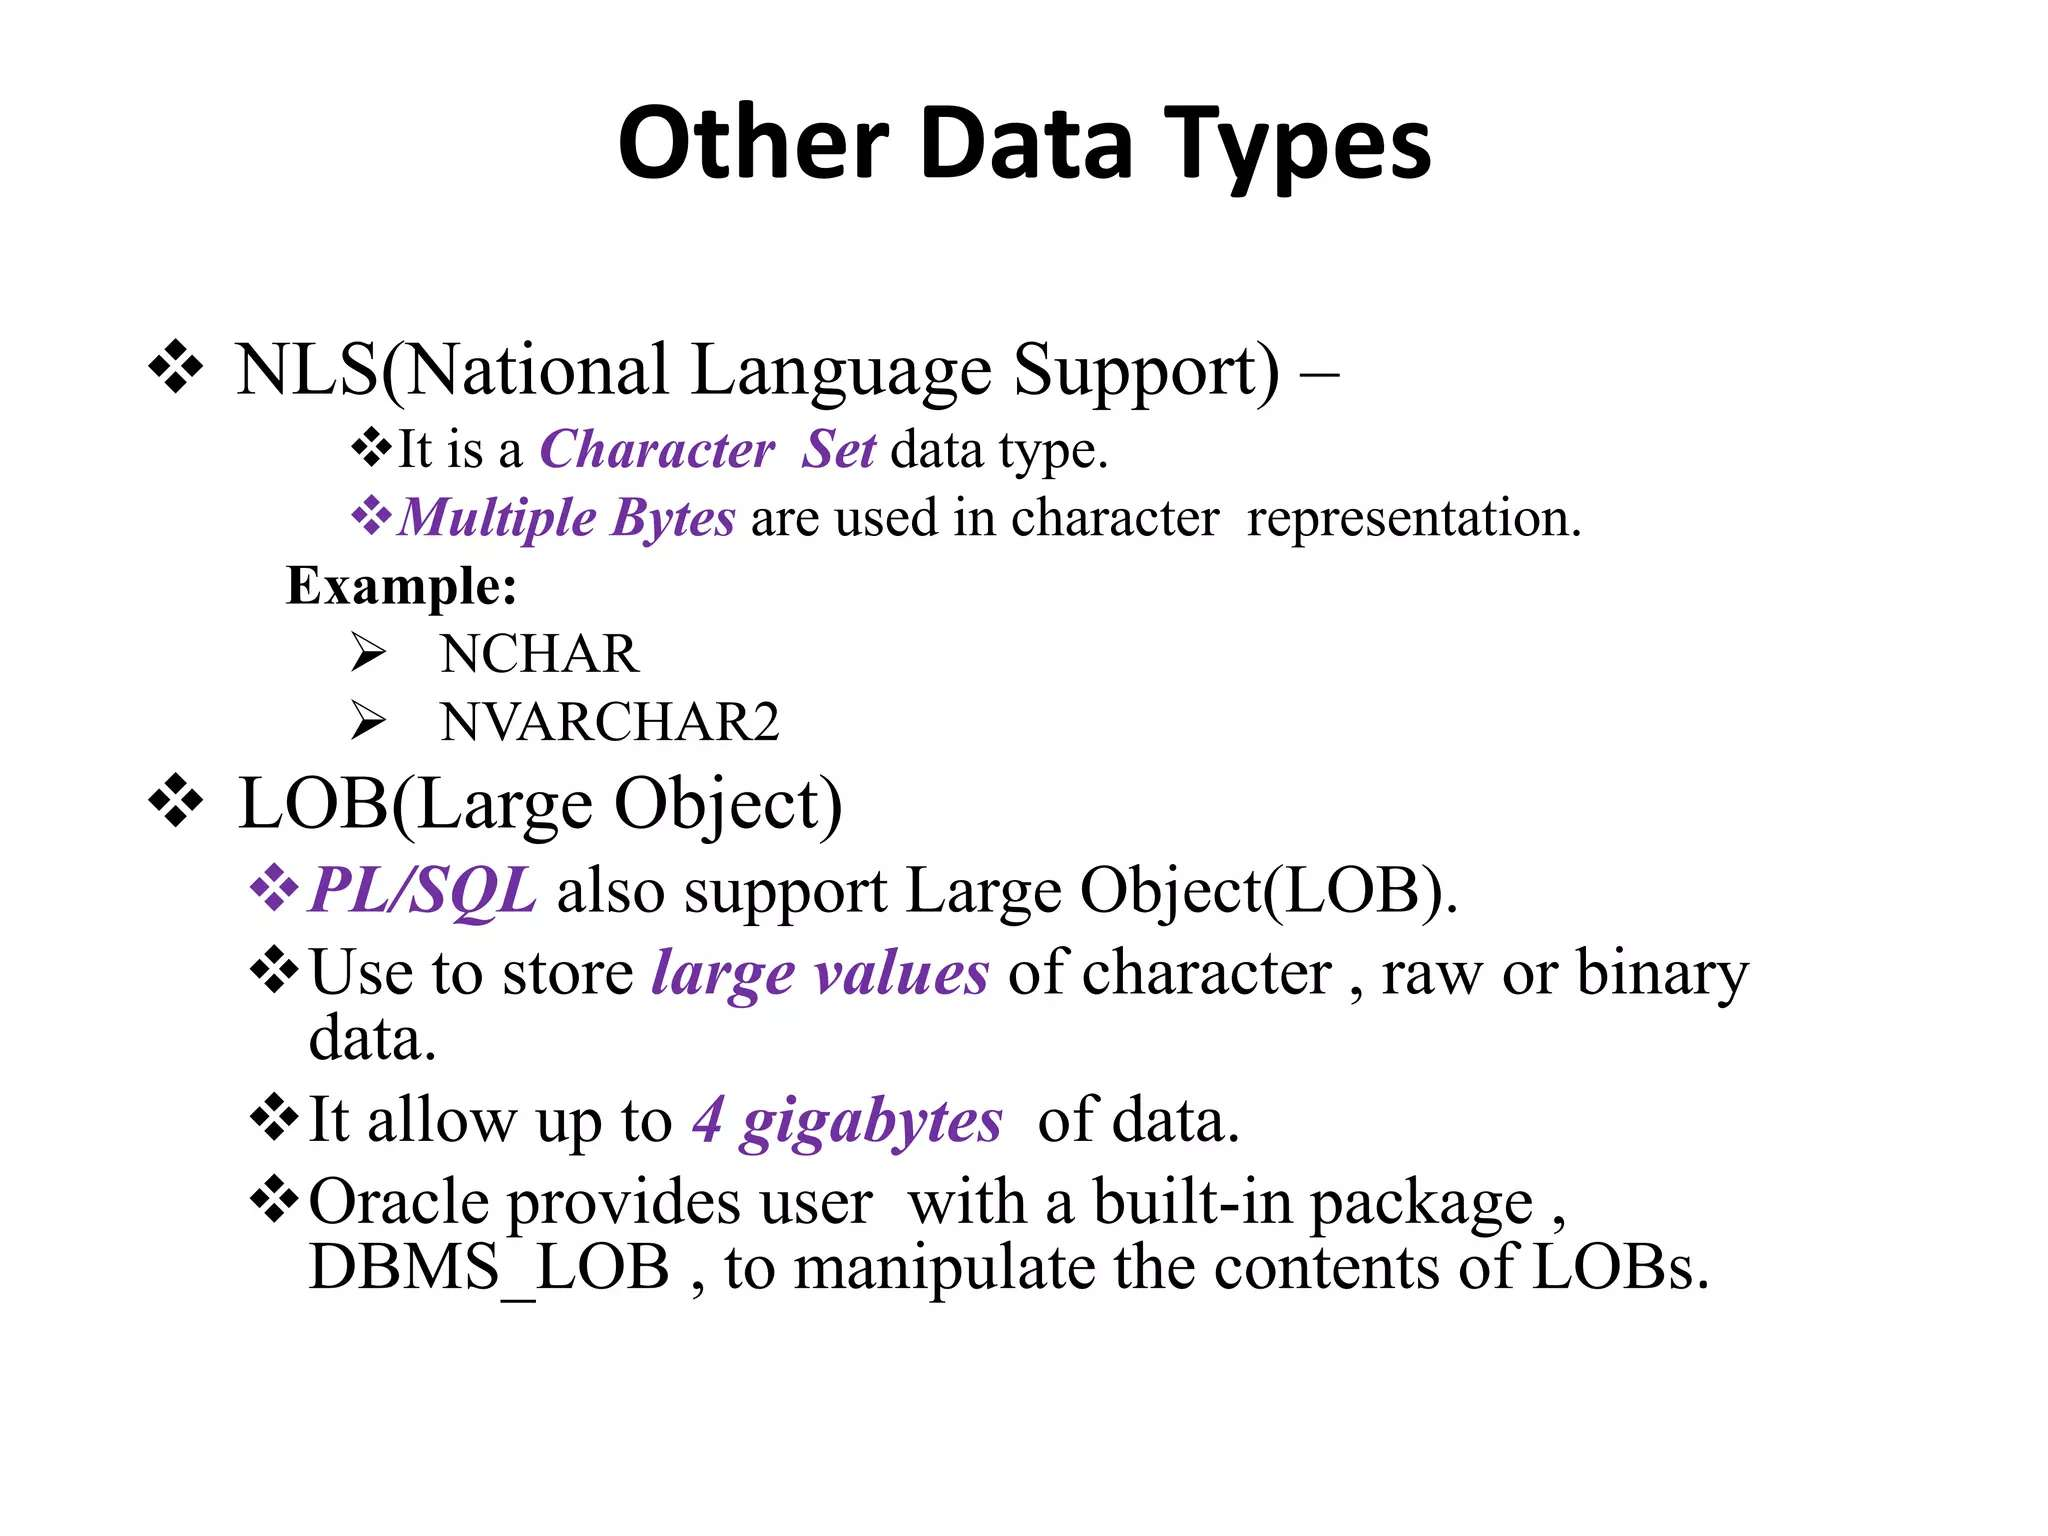 Other Data Types
❖ NLS(National Language Support) –
❖It is a Character Set data type.
❖Multiple Bytes are used in character representation.
Example:
➢ NCHAR
➢ NVARCHAR2
❖ LOB(Large Object)
❖PL/SQL also support Large Object(LOB).
❖Use to store large values of character , raw or binary
data.
❖It allow up to 4 gigabytes of data.
❖Oracle provides user with a built-in package ,
DBMS_LOB , to manipulate the contents of LOBs.